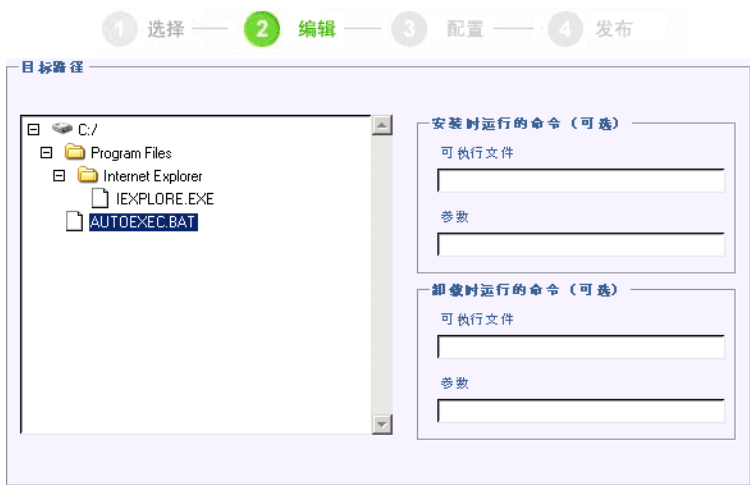 1 选择 2 编辑 3 配置 4 发布
目标路径
C:/
Program Files
Internet Explorer
IEXPLORE.EXE
AUTOEXEC.BAT
安装时运行的命令（可选）
可执行文件
参数
卸载时运行的命令（可选）
可执行文件
参数